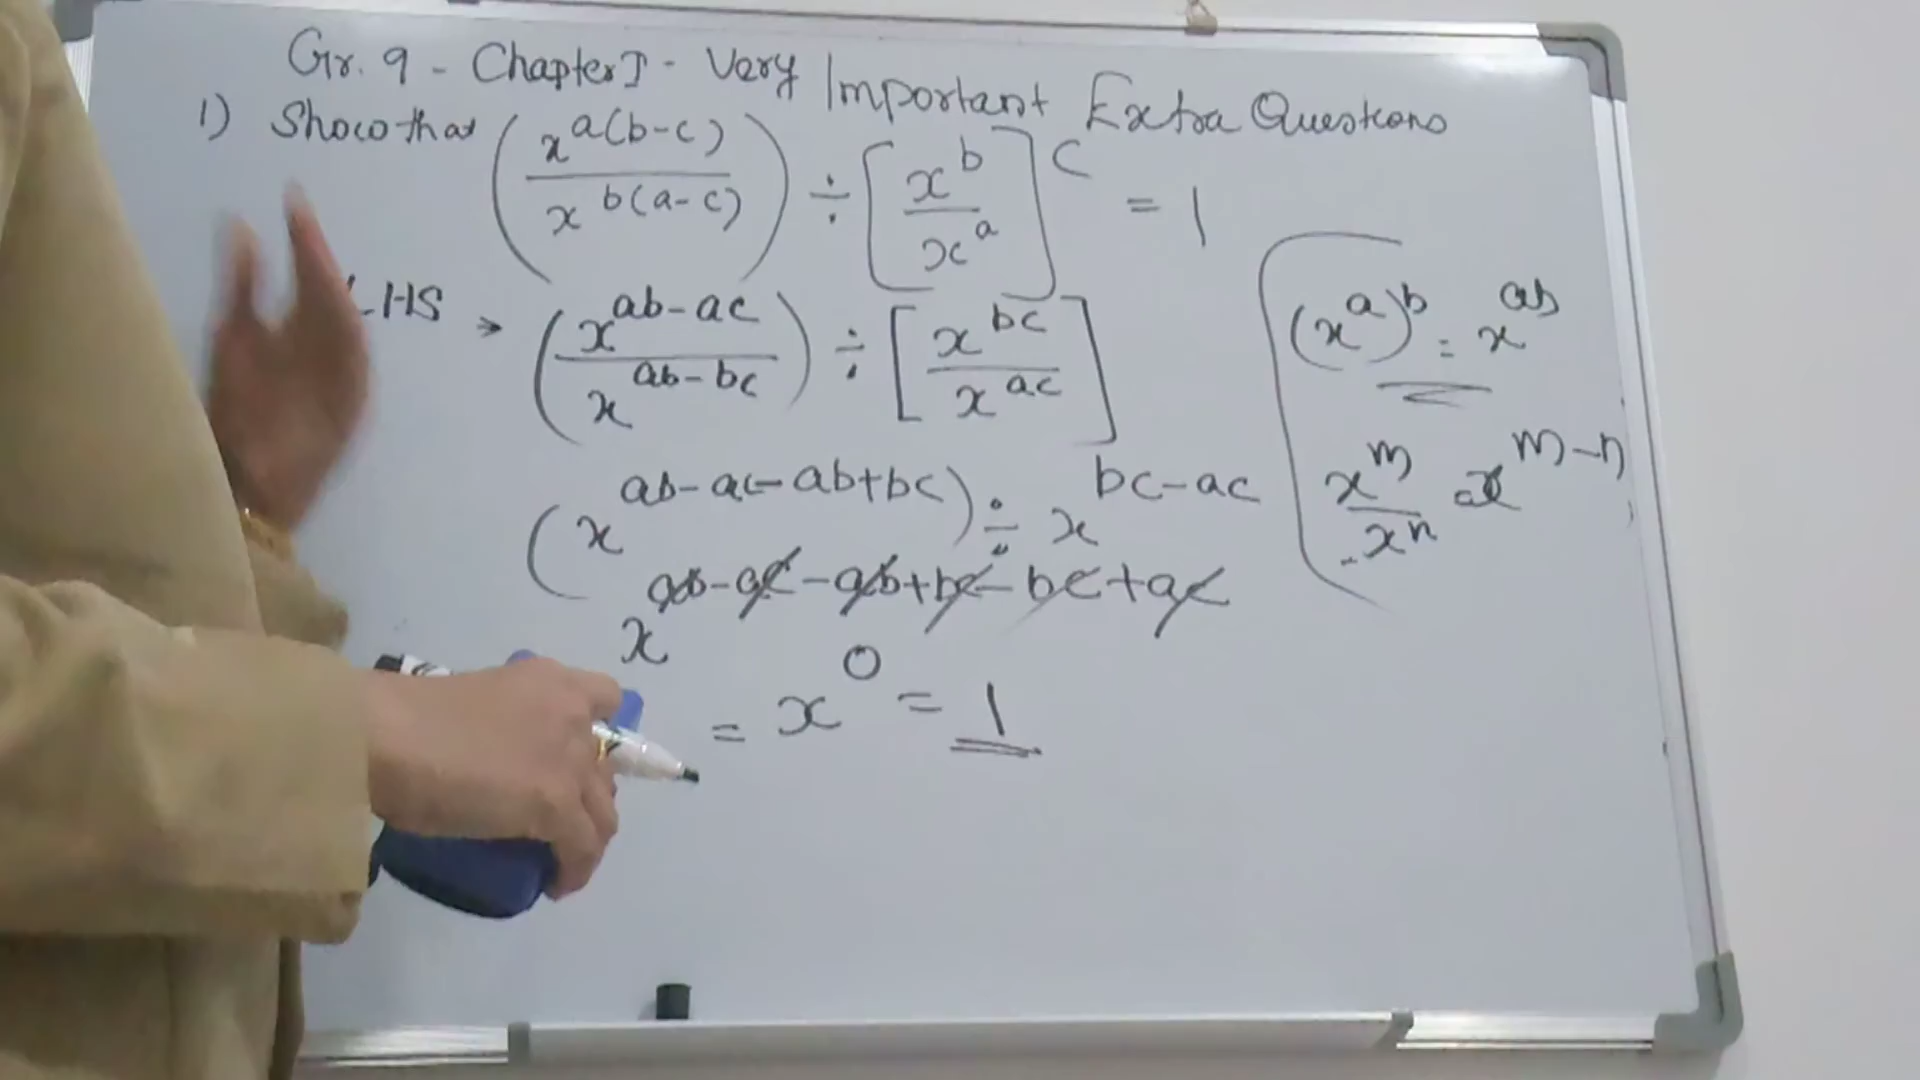 Gr. 9 - Chapter I - Very Important Extra Questions
1) Show that (x^a(b-c) / x^b(a-c)) ÷ [x^b / x^a]^c = 1
LHS → (x^ab-ac / x^ab-bc) ÷ [x^bc / x^ac]
(x^ab-ac-ab+bc) ÷ x^bc-ac
x^ab-ac-ab+bc-bc+ac
= x^0 = 1
(x^a)^b = x^ab
x^m / x^n = x^m-n